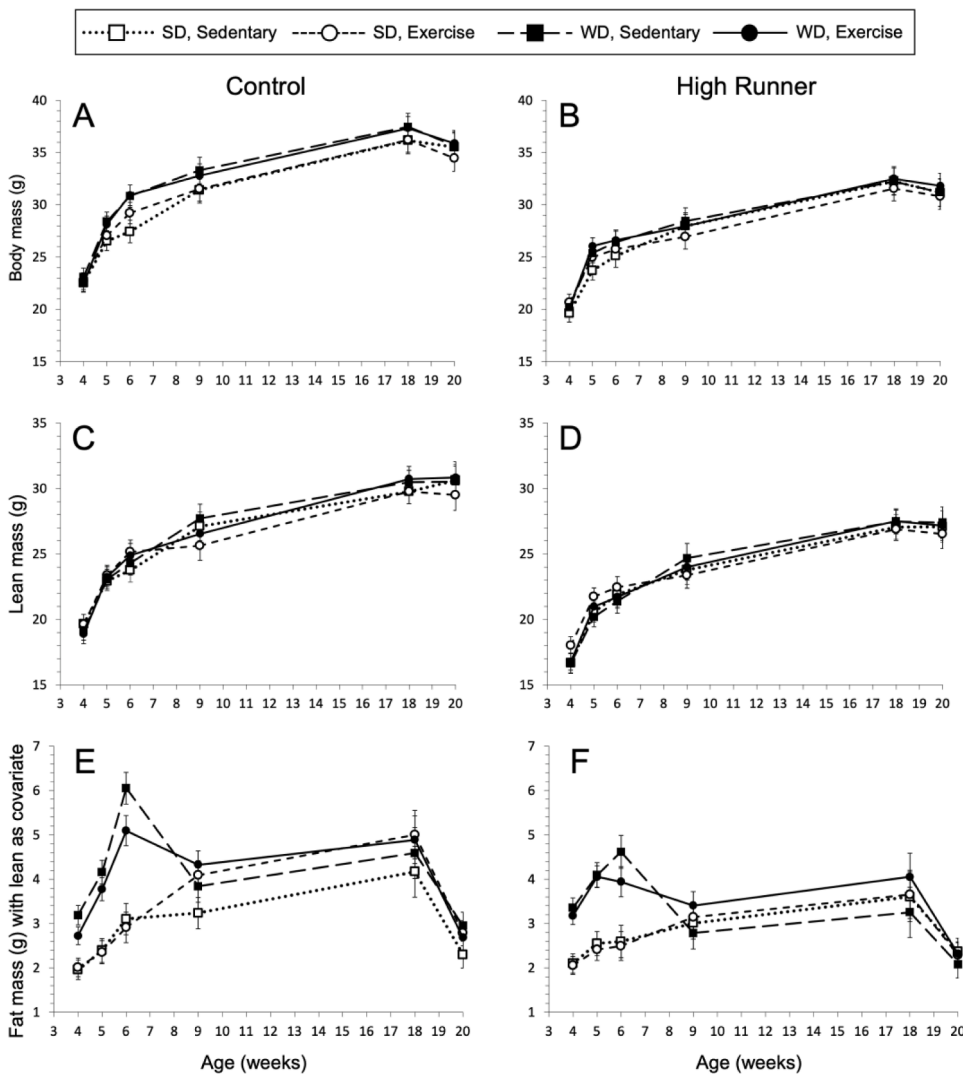 SD, Sedentary SD, Exercise WD, Sedentary WD, Exercise
Control High Runner
A
Body mass (g)
40
35
30
25
20
15
3 4 5 6 7 8 9 10 11 12 13 14 15 16 17 18 19 20
B
40
35
30
25
20
15
3 4 5 6 7 8 9 10 11 12 13 14 15 16 17 18 19 20
C
Lean mass (g)
35
30
25
20
15
3 4 5 6 7 8 9 10 11 12 13 14 15 16 17 18 19 20
D
35
30
25
20
15
3 4 5 6 7 8 9 10 11 12 13 14 15 16 17 18 19 20
E
Fat mass (g) with lean as covariate
7
6
5
4
3
2
1
3 4 5 6 7 8 9 10 11 12 13 14 15 16 17 18 19 20
Age (weeks)
F
7
6
5
4
3
2
1
3 4 5 6 7 8 9 10 11 12 13 14 15 16 17 18 19 20
Age (weeks)